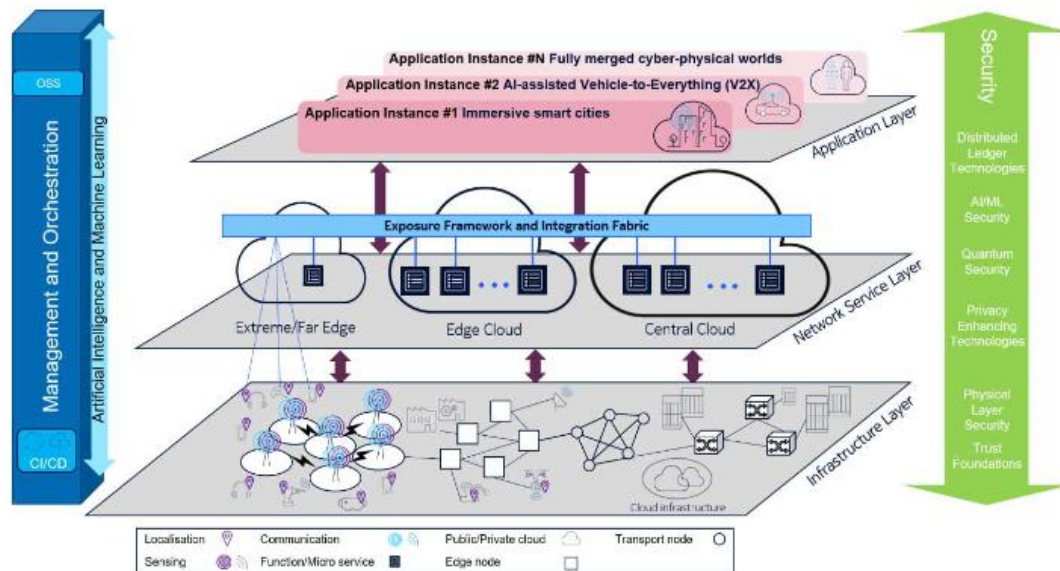 OSS
Management and Orchestration
CI/CD
Artificial Intelligence and Machine Learning
Application Instance #N Fully merged cyber-physical worlds
Application Instance #2 AI-assisted Vehicle-to-Everything (V2X)
Application Instance #1 Immersive smart cities
Application Layer
Exposure Framework and Integration Fabric
Extreme/Far Edge
Edge Cloud
Central Cloud
Network Service Layer
Cloud infrastructure
Infrastructure Layer
Security
Distributed
Ledger
Technologies
AI/ML
Security
Quantum
Security
Privacy
Enhancing
Technologies
Physical
Layer
Security
Trust
Foundations
Localisation Communication Public/Private cloud Transport node
Sensing Function/Micro service Edge node